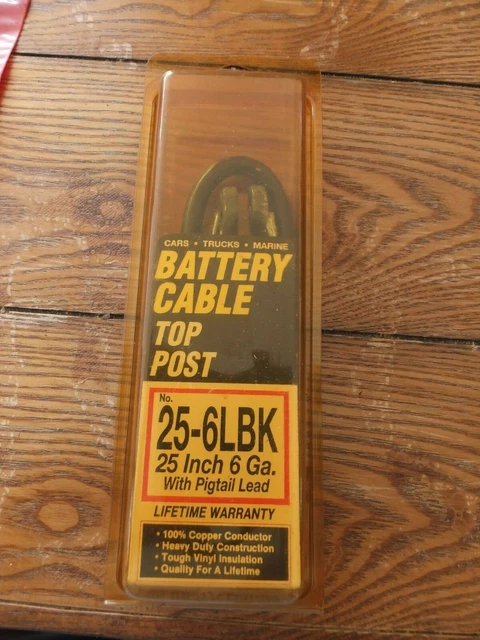 CARS • TRUCKS • MARINE
BATTERY
CABLE
TOP
POST
No.
25-6LBK
25 Inch 6 Ga.
With Pigtail Lead
LIFETIME WARRANTY
• 100% Copper Conductor
• Heavy Duty Construction
• Tough Vinyl Insulation
• Quality For A Lifetime